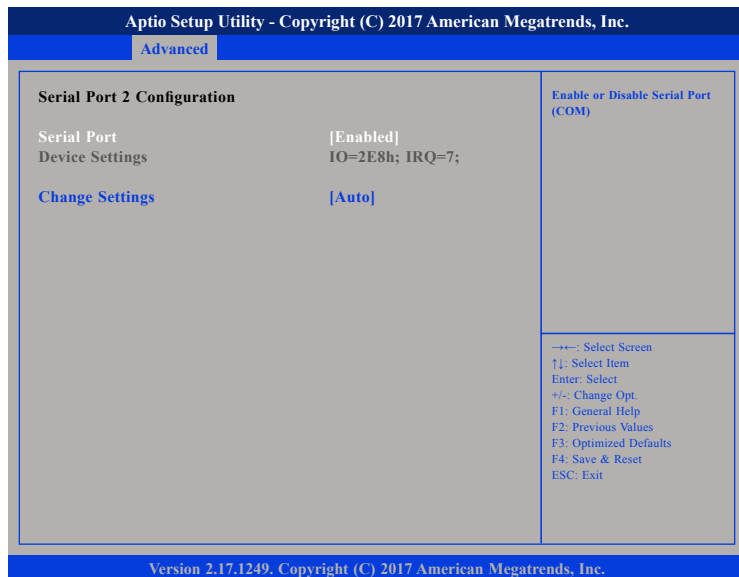 Aptio Setup Utility - Copyright (C) 2017 American Megatrends, Inc.
Advanced
Serial Port 2 Configuration
Serial Port [Enabled]
Device Settings IO=2E8h; IRQ=7;
Change Settings [Auto]
Enable or Disable Serial Port
(COM)
→←: Select Screen
↑↓: Select Item
Enter: Select
+/-: Change Opt.
F1: General Help
F2: Previous Values
F3: Optimized Defaults
F4: Save & Reset
ESC: Exit
Version 2.17.1249. Copyright (C) 2017 American Megatrends, Inc.